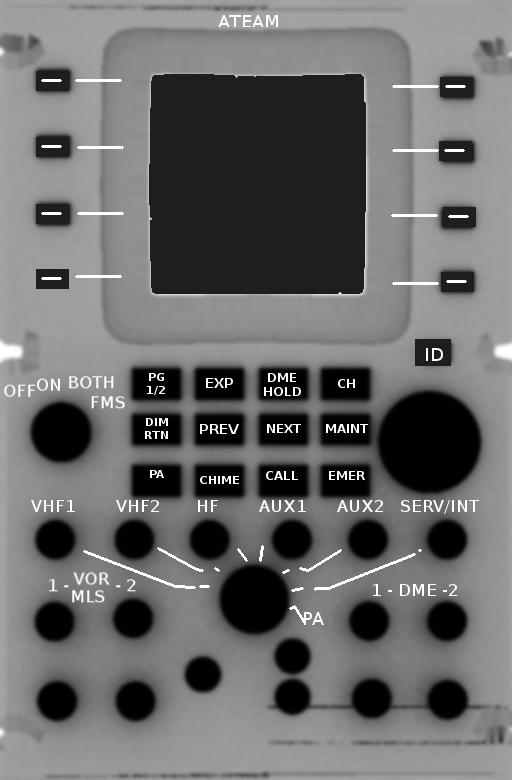 ATEAM
ID
OFF ON BOTH
FMS
PG
1/2
EXP
DME
HOLD
CH
DIM
RTN
PREV
NEXT
MAINT
PA
CHIME
CALL
EMER
VHF1 VHF2 HF AUX1 AUX2 SERV/INT
1 - VOR - 2
MLS
1 - DME -2
PA